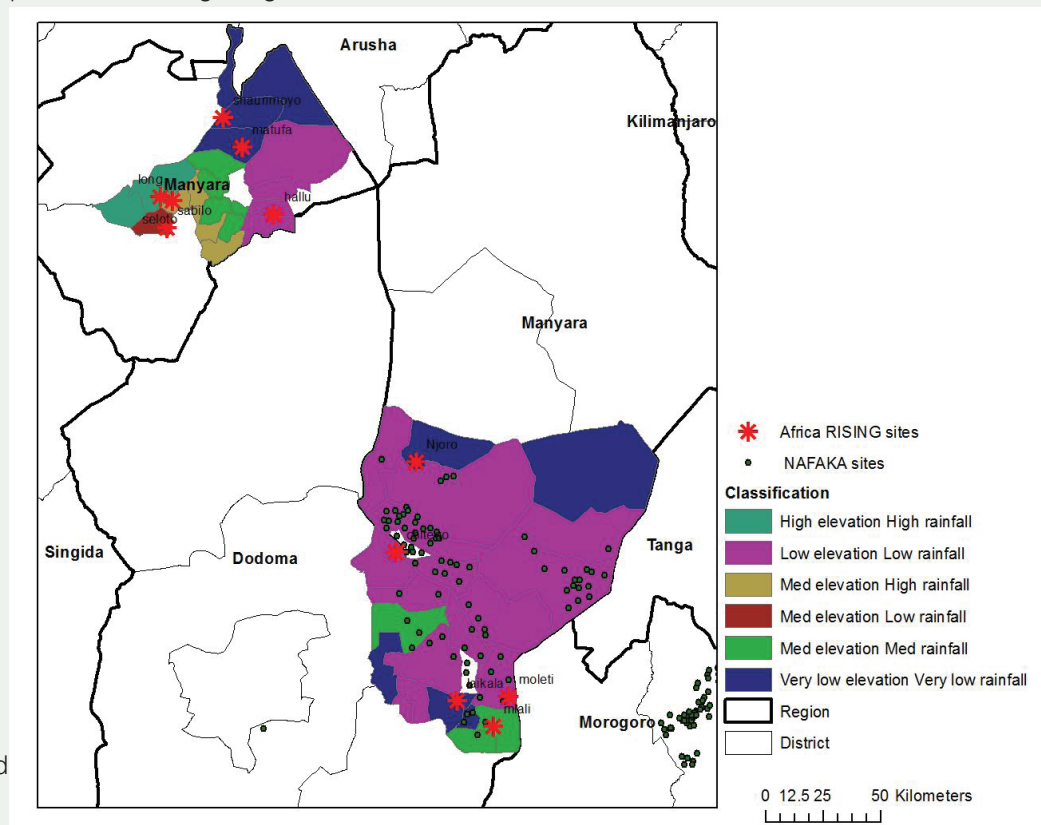 Arusha
shaurimoyo
Kilimanjaro
matufa
long
Manyara
hallu
sabilo
seloto
Manyara
Njoro
Africa RISING sites
NAFAKA sites
Classification
High elevation High rainfall
Low elevation Low rainfall
Med elevation High rainfall
Med elevation Low rainfall
Med elevation Med rainfall
Very low elevation Very low rainfall
Region
District
Singida
Dodoma
Tanga
laikala
moleti
mlali
Morogoro
d
0 12.5 25 50 Kilometers